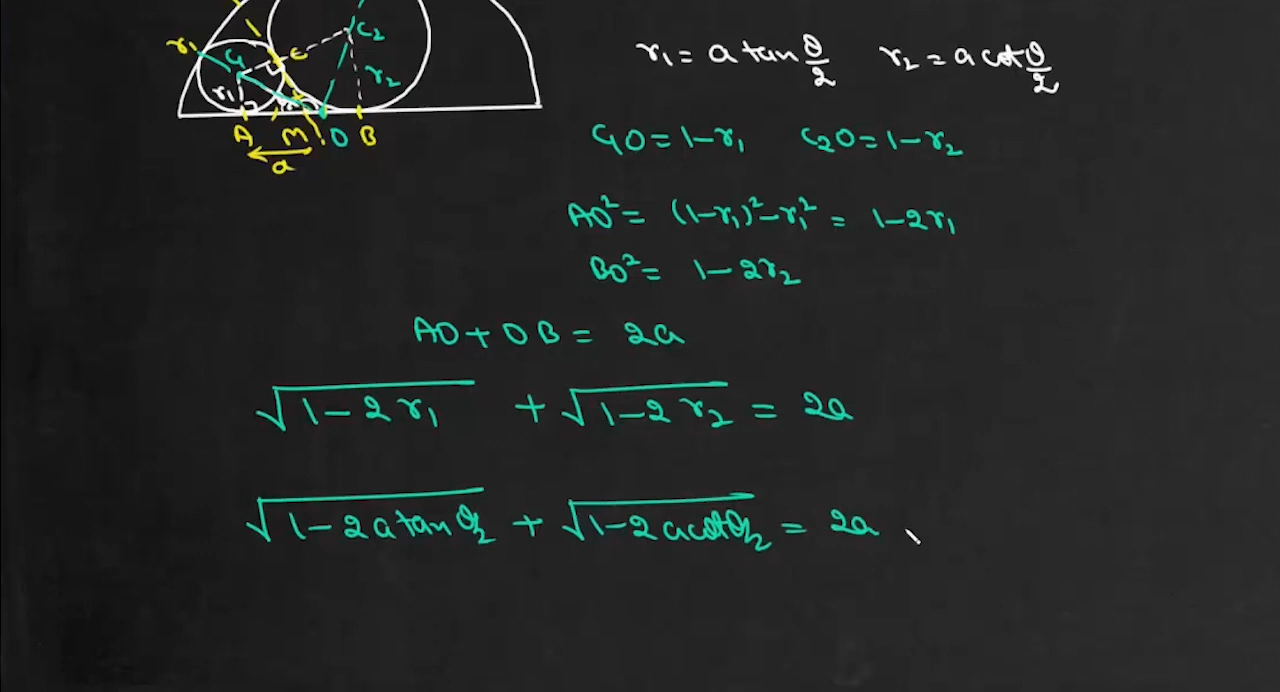 C₂
r₁ C₁ E r₁ = a tan θ/2 r₂ = a cot θ/2
r₁ r₂
A M O B C₁O = 1-r₁ C₂O = 1-r₂
a
AO² = (1-r₁)²-r₁² = 1-2r₁
BO² = 1-2r₂
AO + OB = 2a
√(1-2r₁) + √(1-2r₂) = 2a
√(1-2a tan θ/2) + √(1-2a cot θ/2) = 2a